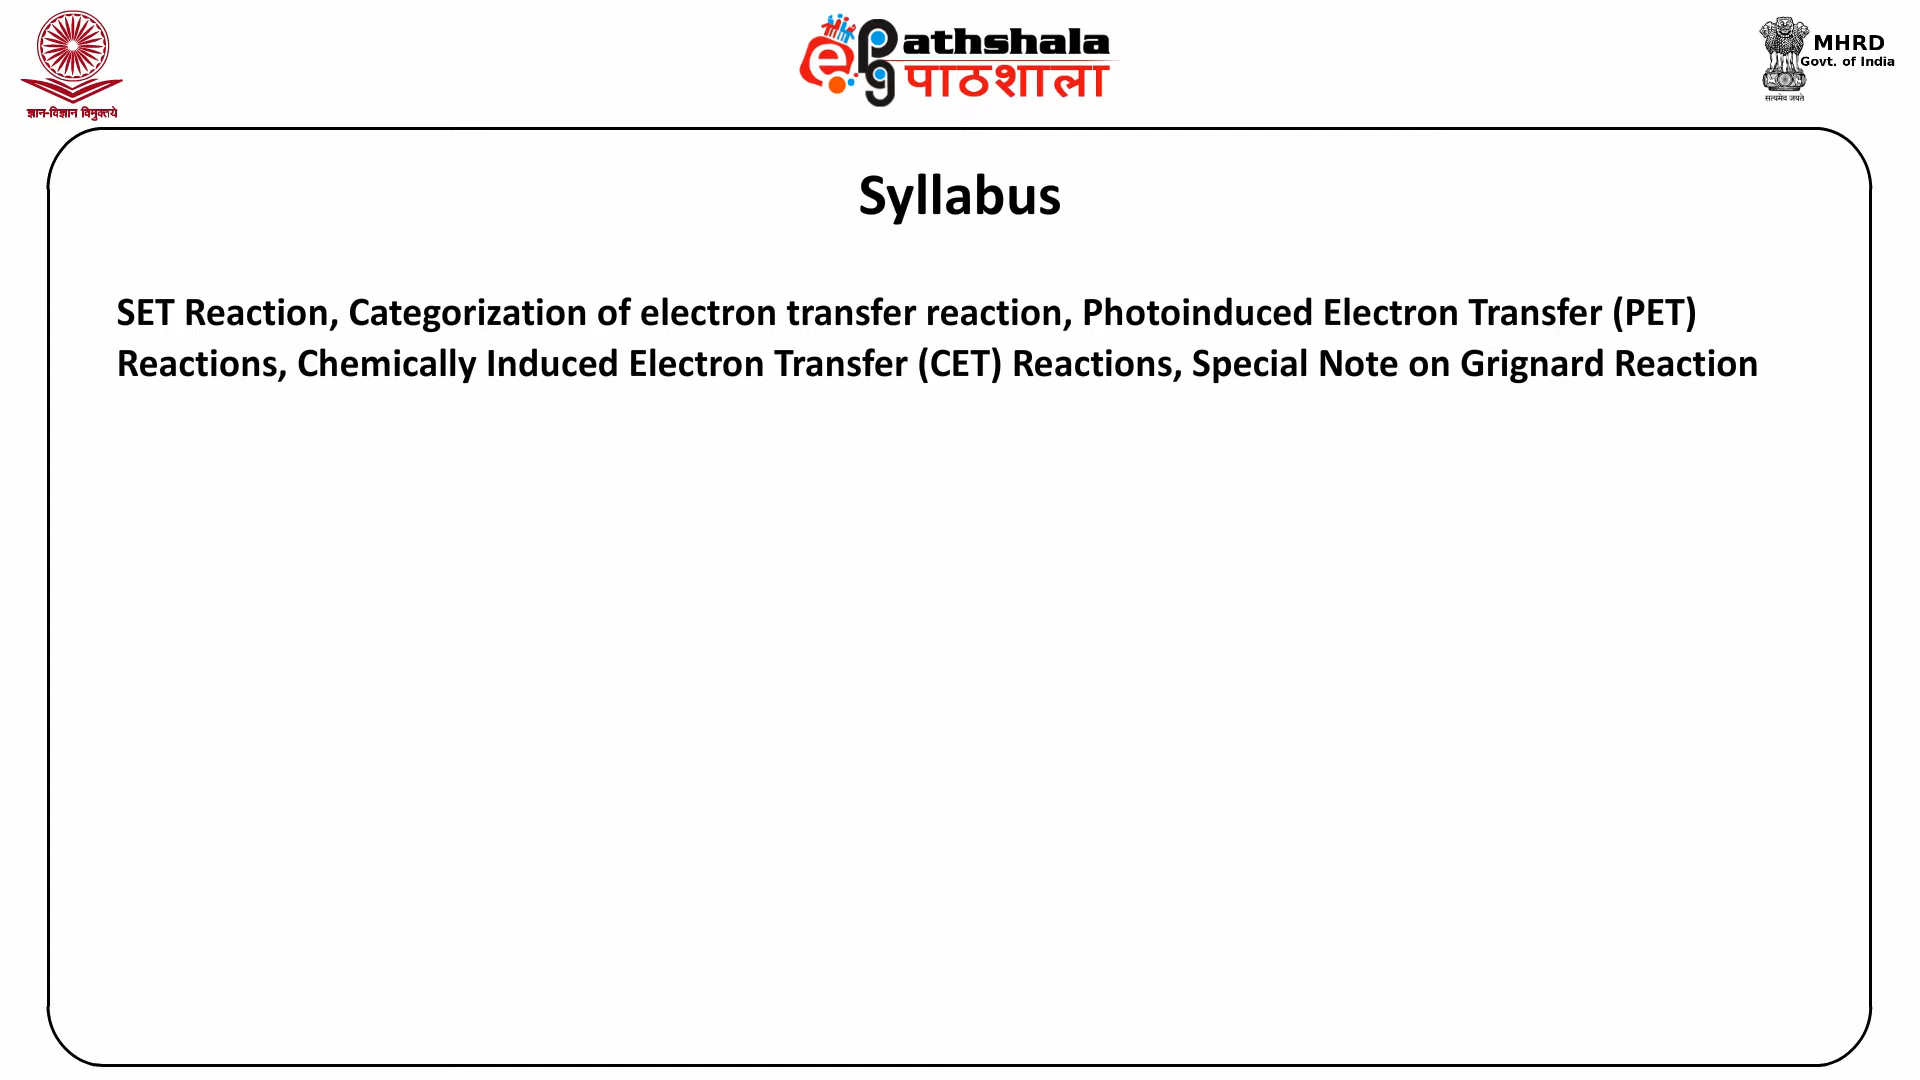 ज्ञान-विज्ञान विमुक्तये
e pg athshala
पाठशाला
MHRD
Govt. of India
सत्यमेव जयते
Syllabus
SET Reaction, Categorization of electron transfer reaction, Photoinduced Electron Transfer (PET)
Reactions, Chemically Induced Electron Transfer (CET) Reactions, Special Note on Grignard Reaction